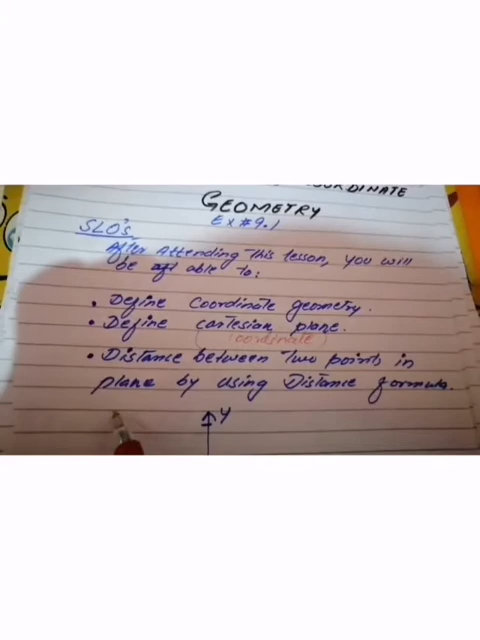 COORDINATE
GEOMETRY
EX#9.1
SLO's
After Attending this lesson, you will
be able to:
• Define coordinate geometry.
• Define cartesian plane.
(coordinate)
• Distance between two points in
plane by using Distance formula.
Y